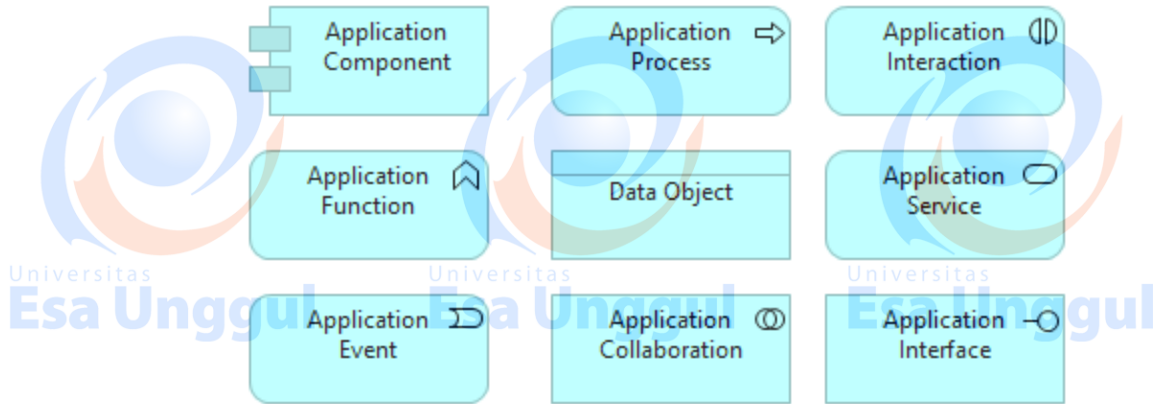 Application
Component
Application
Process
Application
Interaction
Application
Function
Data Object
Application
Service
Universitas
Esa Unggul
Universitas
Esa Unggul
Universitas
Esa Unggul
Application
Event
Application
Collaboration
Application
Interface